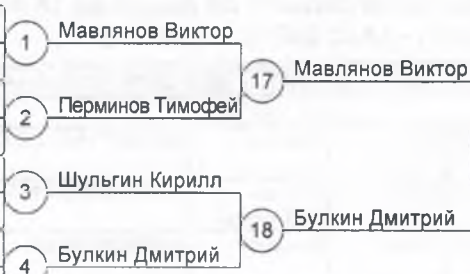 1 Мавлянов Виктор
17 Мавлянов Виктор
2 Перминов Тимофей
3 Шульгин Кирилл
18 Булкин Дмитрий
4 Булкин Дмитрий